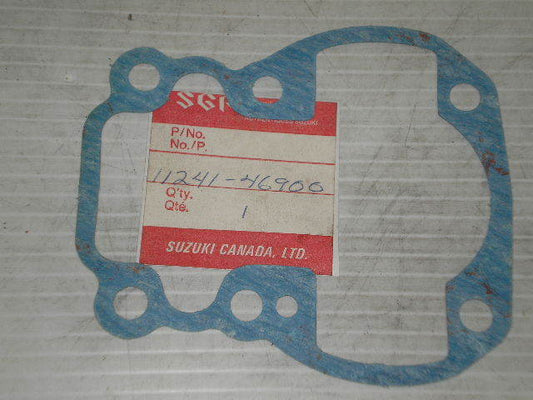 P/No.
No./P.
11241-46900
Q'ty.
Qté.
1
SUZUKI CANADA, LTD.